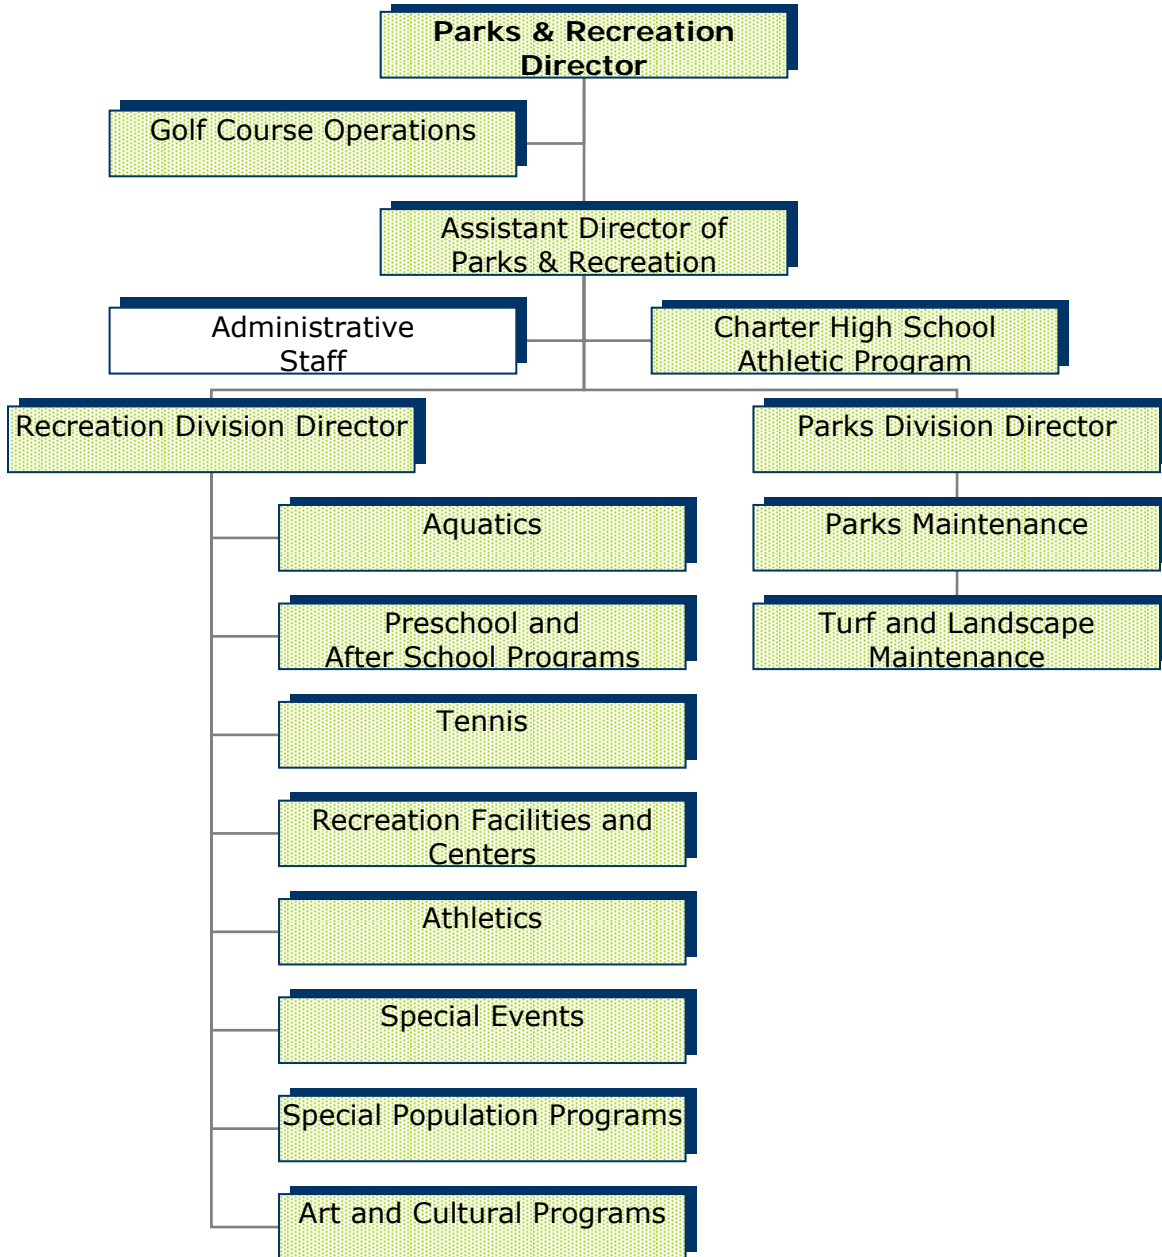 Parks & Recreation
Director
Golf Course Operations
Assistant Director of
Parks & Recreation
Administrative
Staff
Charter High School
Athletic Program
Recreation Division Director
Parks Division Director
Aquatics
Parks Maintenance
Preschool and
After School Programs
Turf and Landscape
Maintenance
Tennis
Recreation Facilities and
Centers
Athletics
Special Events
Special Population Programs
Art and Cultural Programs